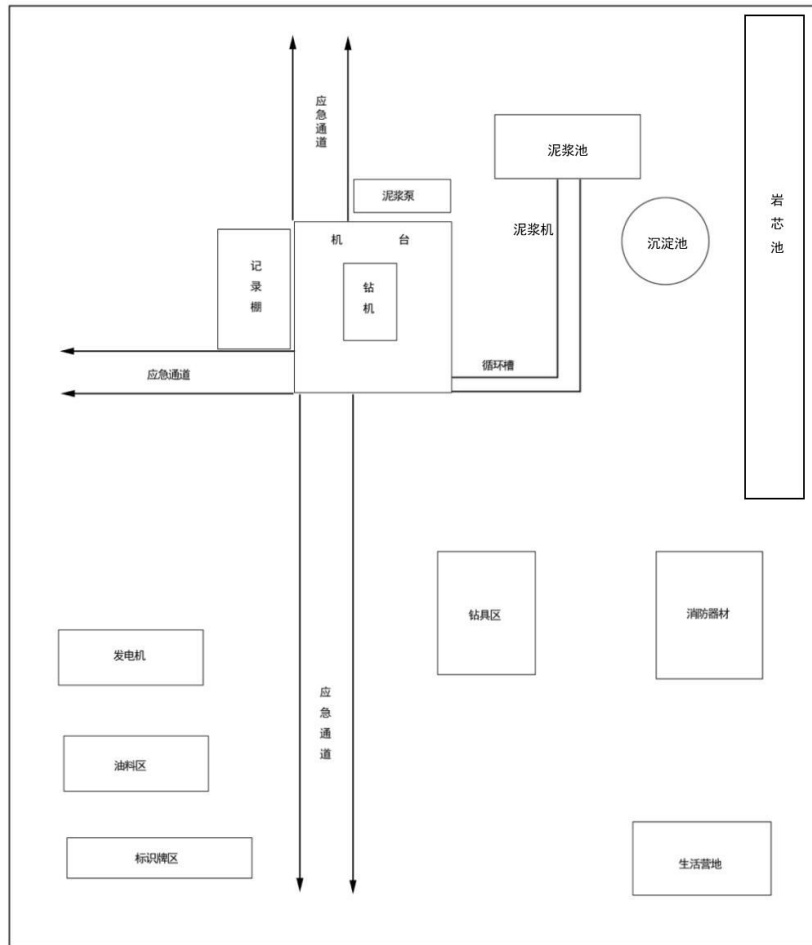 应急通道
泥浆池
岩芯池
泥浆泵
泥浆机
沉淀池
机 台
记录棚
钻机
循环槽
应急通道
钻具区
消防器材
发电机
应急通道
油料区
标识牌区
生活营地